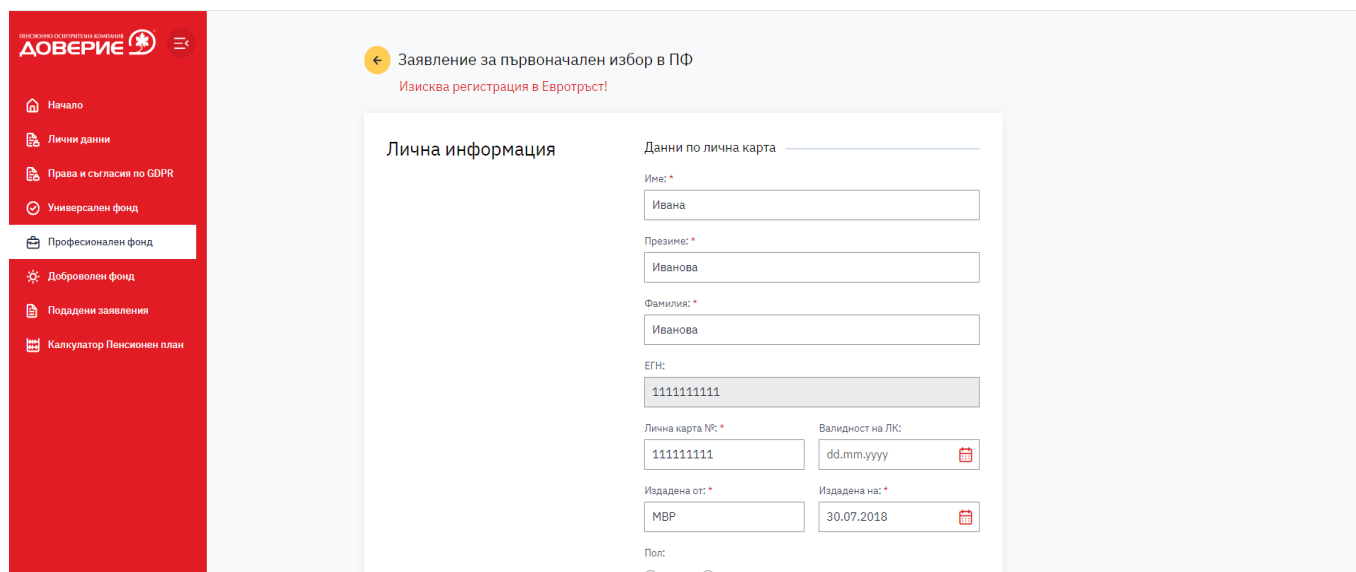 ПЕНСИОННО ОСИГУРИТЕЛНА КОМПАНИЯ
ДОВЕРИЕ
Начало
Лични данни
Права и съгласия по GDPR
Универсален фонд
Професионален фонд
Доброволен фонд
Подадени заявления
Калкулатор Пенсионен план
Заявление за първоначален избор в ПФ
Изисква регистрация в Евротръст!
Лична информация
Данни по лична карта
Име: *
Ивана
Презиме: *
Иванова
Фамилия: *
Иванова
ЕГН:
1111111111
Лична карта №: * Валидност на ЛК:
111111111 dd.mm.yyyy
Издадена от: * Издадена на: *
МВР 30.07.2018
Пол: